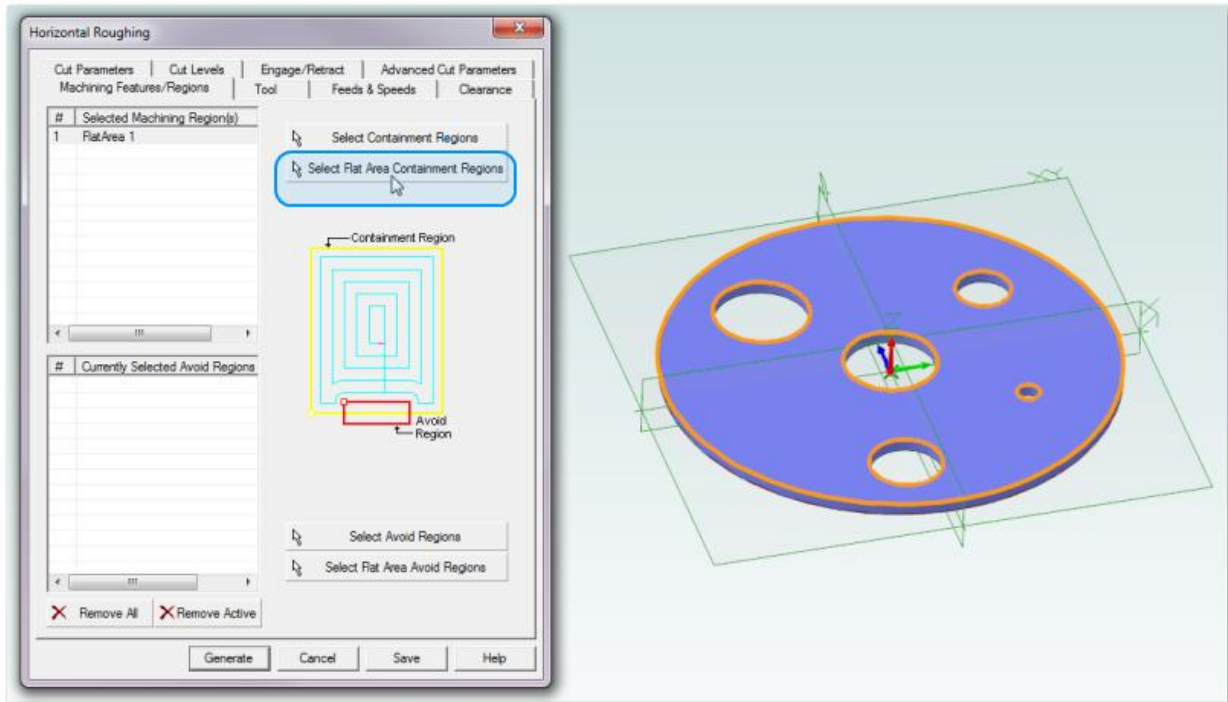 Horizontal Roughing
Cut Parameters
Cut Levels
Engage/Retract
Advanced Cut Parameters
Machining Features/Regions
Tool
Feeds & Speeds
Clearance
# Selected Machining Region(s)
1 FlatArea 1
Select Containment Regions
Select Flat Area Containment Regions
Containment Region
Avoid
Region
# Currently Selected Avoid Regions
Select Avoid Regions
Select Flat Area Avoid Regions
Remove All
Remove Active
Generate
Cancel
Save
Help